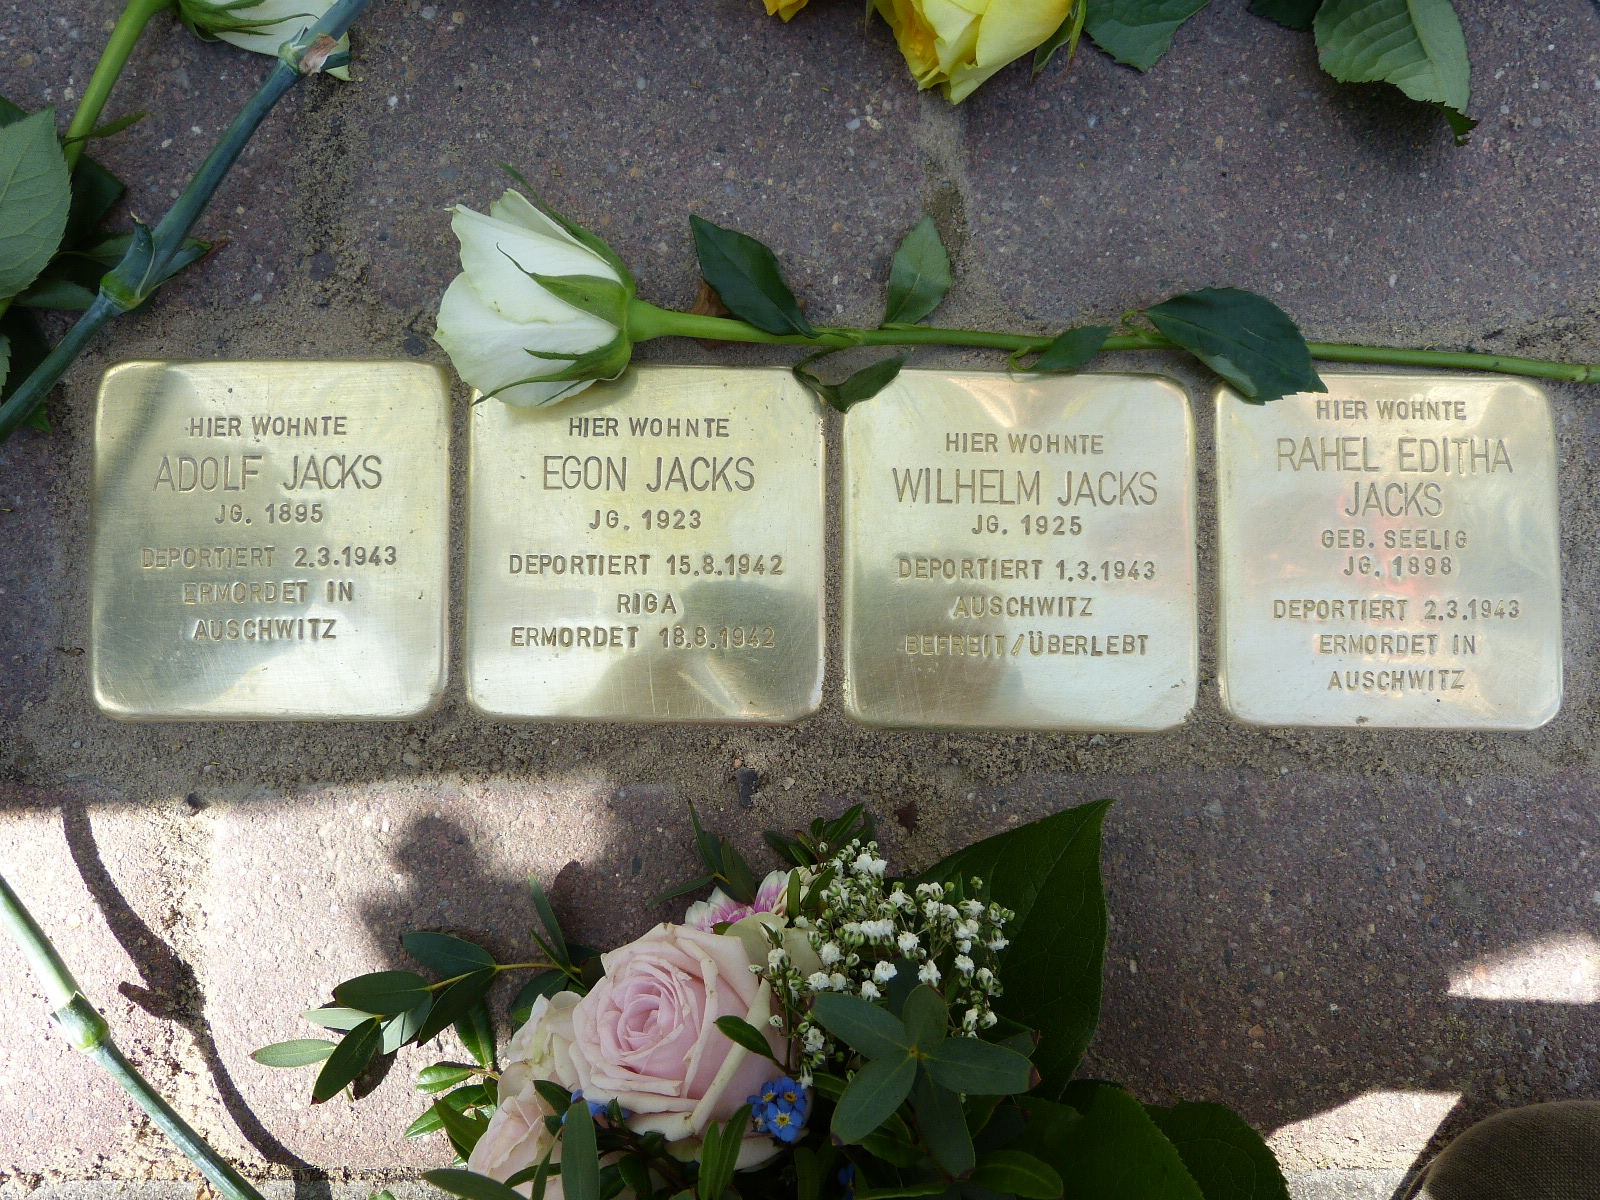 HIER WOHNTE
ADOLF JACKS
JG. 1895
DEPORTIERT 2.3.1943
ERMORDET IN
AUSCHWITZ
HIER WOHNTE
EGON JACKS
JG. 1923
DEPORTIERT 15.8.1942
RIGA
ERMORDET 18.8.1942
HIER WOHNTE
WILHELM JACKS
JG. 1925
DEPORTIERT 1.3.1943
AUSCHWITZ
BEFREIT/ÜBERLEBT
HIER WOHNTE
RAHEL EDITHA
JACKS
GEB. SEELIG
JG. 1898
DEPORTIERT 2.3.1943
ERMORDET IN
AUSCHWITZ